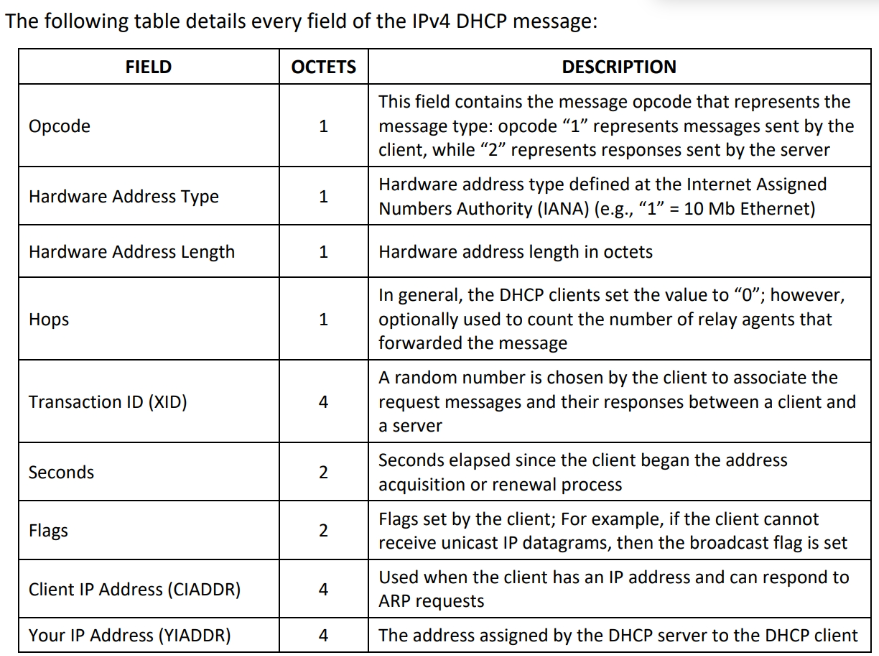 The following table details every field of the IPv4 DHCP message:
FIELD OCTETS DESCRIPTION
Opcode 1 This field contains the message opcode that represents the
message type: opcode “1” represents messages sent by the
client, while “2” represents responses sent by the server
Hardware Address Type 1 Hardware address type defined at the Internet Assigned
Numbers Authority (IANA) (e.g., “1” = 10 Mb Ethernet)
Hardware Address Length 1 Hardware address length in octets
Hops 1 In general, the DHCP clients set the value to “0”; however,
optionally used to count the number of relay agents that
forwarded the message
Transaction ID (XID) 4 A random number is chosen by the client to associate the
request messages and their responses between a client and
a server
Seconds 2 Seconds elapsed since the client began the address
acquisition or renewal process
Flags 2 Flags set by the client; For example, if the client cannot
receive unicast IP datagrams, then the broadcast flag is set
Client IP Address (CIADDR) 4 Used when the client has an IP address and can respond to
ARP requests
Your IP Address (YIADDR) 4 The address assigned by the DHCP server to the DHCP client